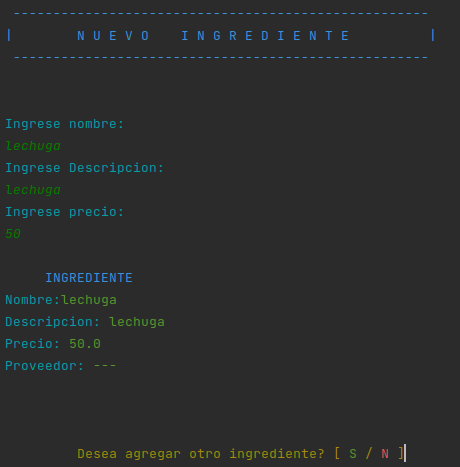 ----------------------------------------------------
|        N U E V O    I N G R E D I E N T E          |
----------------------------------------------------
Ingrese nombre:
lechuga
Ingrese Descripcion:
lechuga
Ingrese precio:
50
INGREDIENTE
Nombre:lechuga
Descripcion: lechuga
Precio: 50.0
Proveedor: ---
Desea agregar otro ingrediente? [ S / N ]